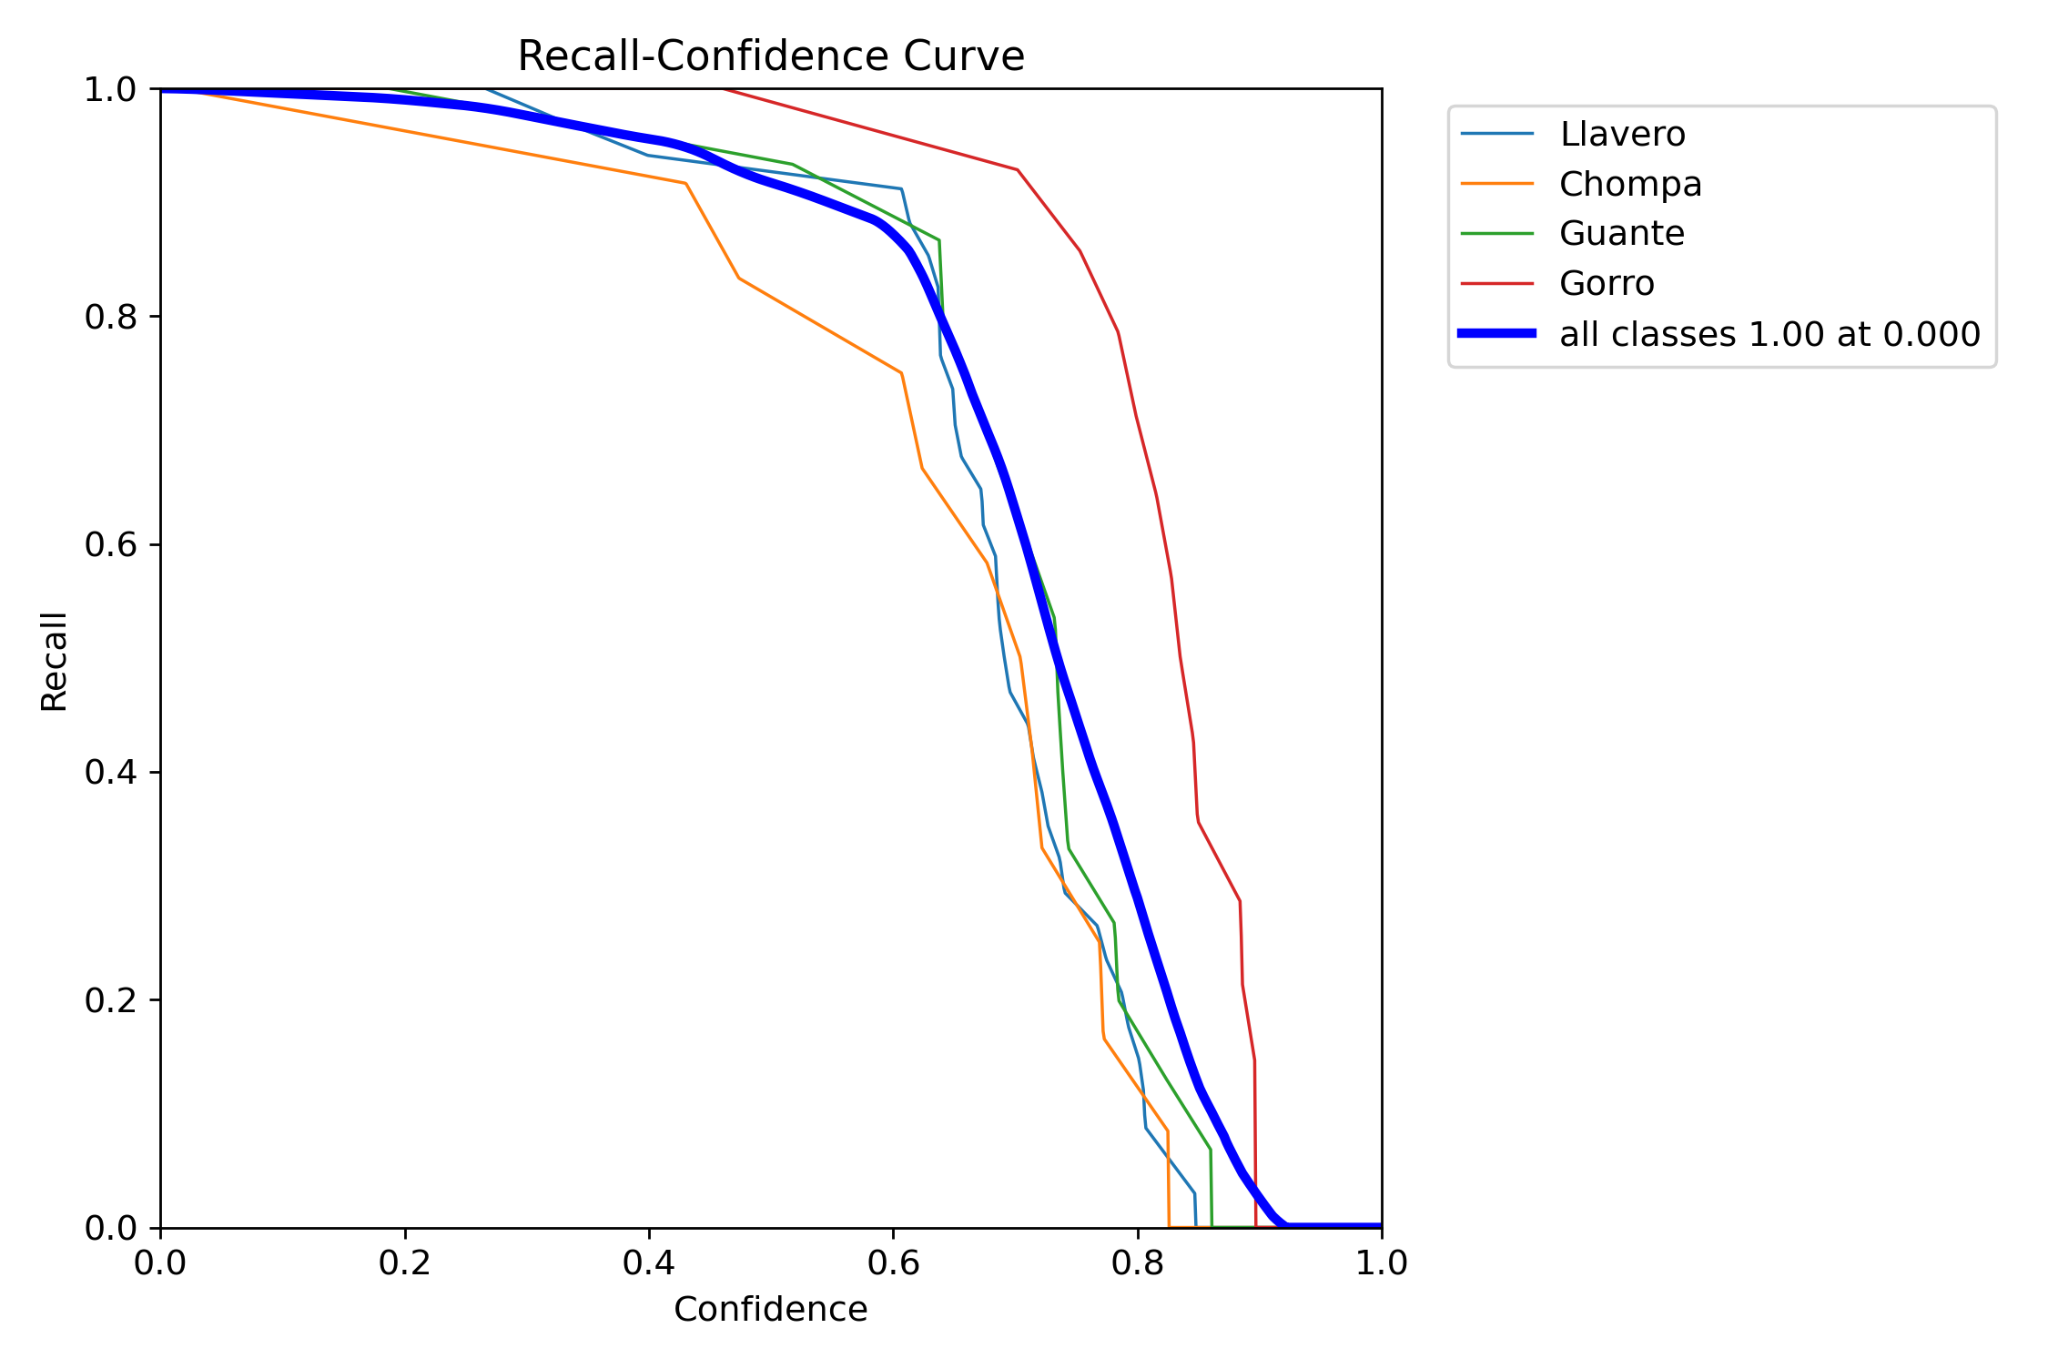 Recall-Confidence Curve
1.0
0.8
0.6
0.4
0.2
0.0
Recall
0.0 0.2 0.4 0.6 0.8 1.0
Confidence
Llavero
Chompa
Guante
Gorro
all classes 1.00 at 0.000